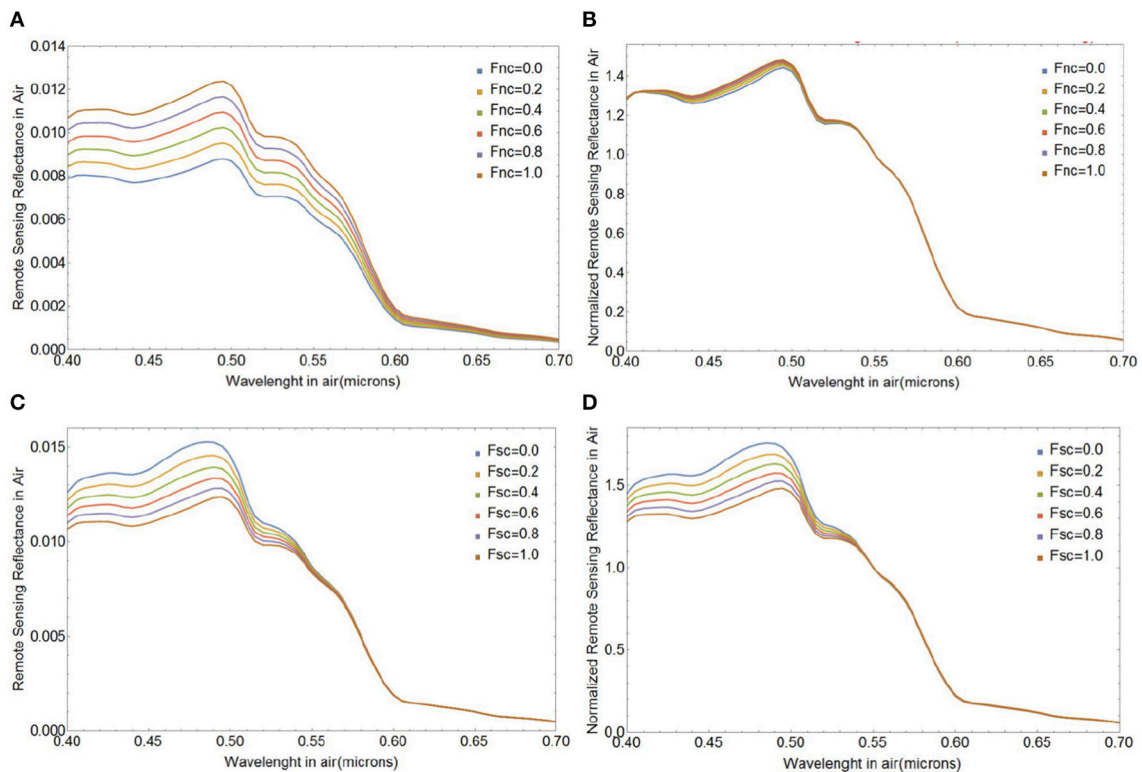 A
Remote Sensing Reflectance in Air
0.014
0.012
0.010
0.008
0.006
0.004
0.002
0.000
Fnc=0.0
Fnc=0.2
Fnc=0.4
Fnc=0.6
Fnc=0.8
Fnc=1.0
0.40 0.45 0.50 0.55 0.60 0.65 0.70
Wavelenght in air(microns)
B
Normalized Remote Sensing Reflectance in Air
1.4
1.2
1.0
0.8
0.6
0.4
0.2
0.0
Fnc=0.0
Fnc=0.2
Fnc=0.4
Fnc=0.6
Fnc=0.8
Fnc=1.0
0.40 0.45 0.50 0.55 0.60 0.65 0.70
Wavelenght in air(microns)
C
Remote Sensing Reflectance in Air
0.015
0.010
0.005
0.000
Fsc=0.0
Fsc=0.2
Fsc=0.4
Fsc=0.6
Fsc=0.8
Fsc=1.0
0.40 0.45 0.50 0.55 0.60 0.65 0.70
Wavelenght in air(microns)
D
Normalized Remote Sensing Reflectance in Air
1.5
1.0
0.5
0.0
Fsc=0.0
Fsc=0.2
Fsc=0.4
Fsc=0.6
Fsc=0.8
Fsc=1.0
0.40 0.45 0.50 0.55 0.60 0.65 0.70
Wavelenght in air(microns)